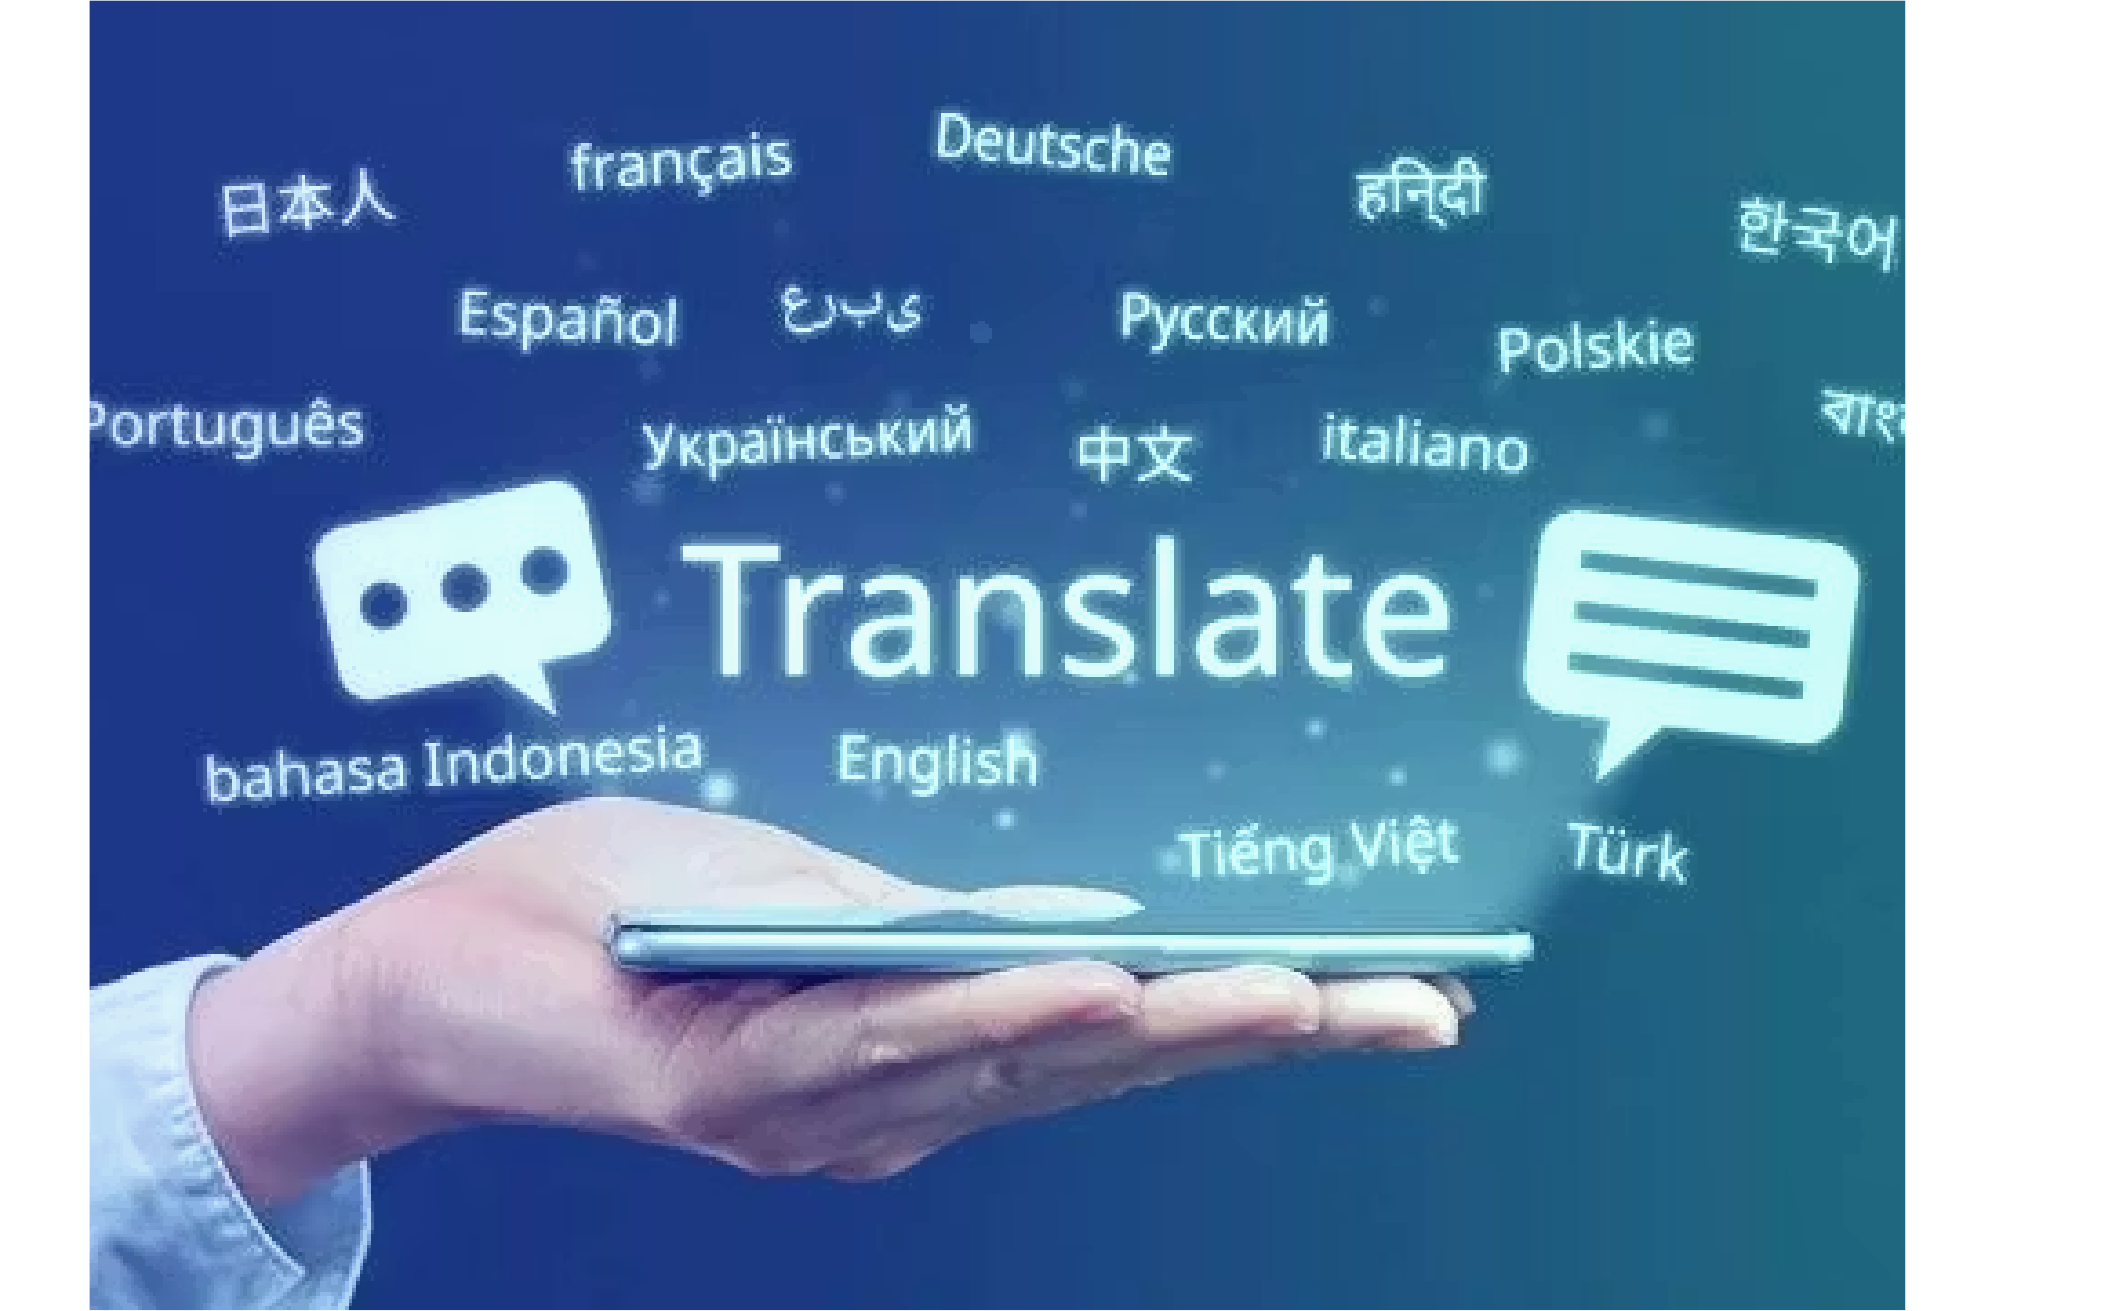 français
Deutsche
日本人
हनि्दी
한국어
Español
ع ر ب ى
Русский
Polskie
Português
Український
中文
italiano
Translate
bahasa Indonesia
English
Tiếng Việt
Türk